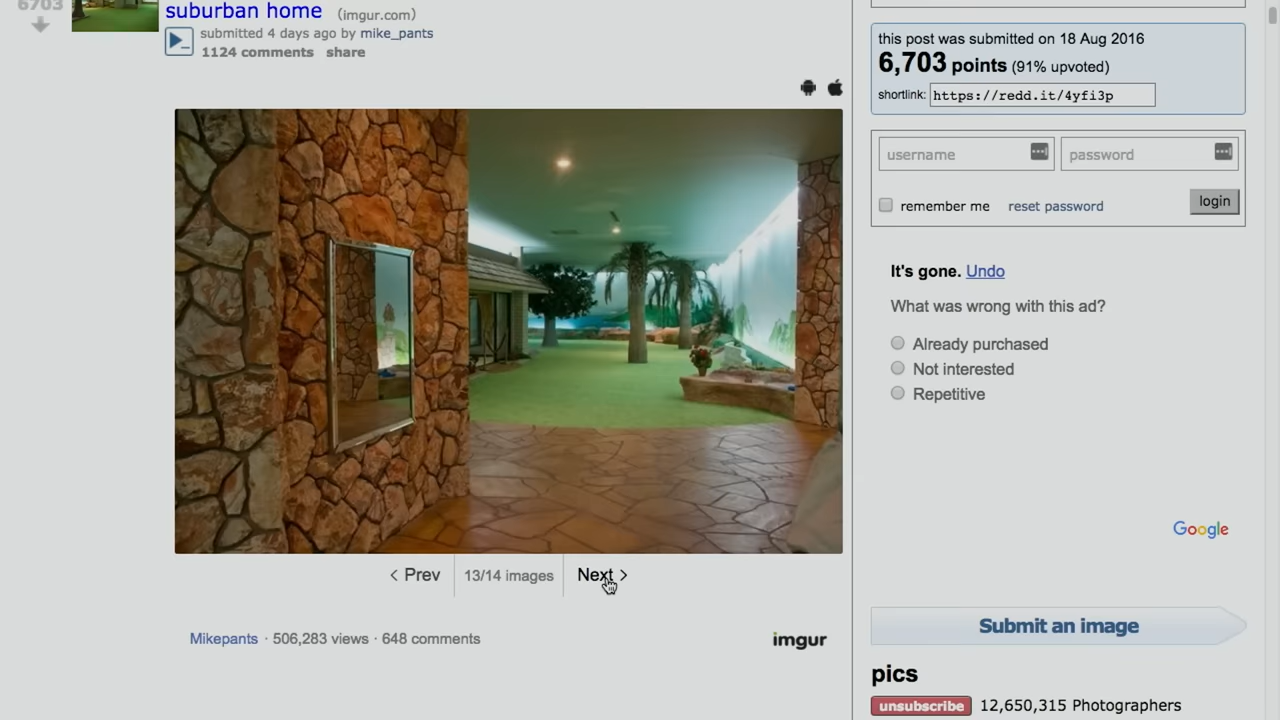 6703
suburban home (imgur.com)
submitted 4 days ago by mike_pants
1124 comments share
< Prev
13/14 images
Next >
Mikepants · 506,283 views · 648 comments
imgur
this post was submitted on 18 Aug 2016
6,703 points (91% upvoted)
shortlink: https://redd.it/4yfi3p
username
password
remember me
reset password
login
It's gone. Undo
What was wrong with this ad?
Already purchased
Not interested
Repetitive
Google
Submit an image
pics
unsubscribe 12,650,315 Photographers